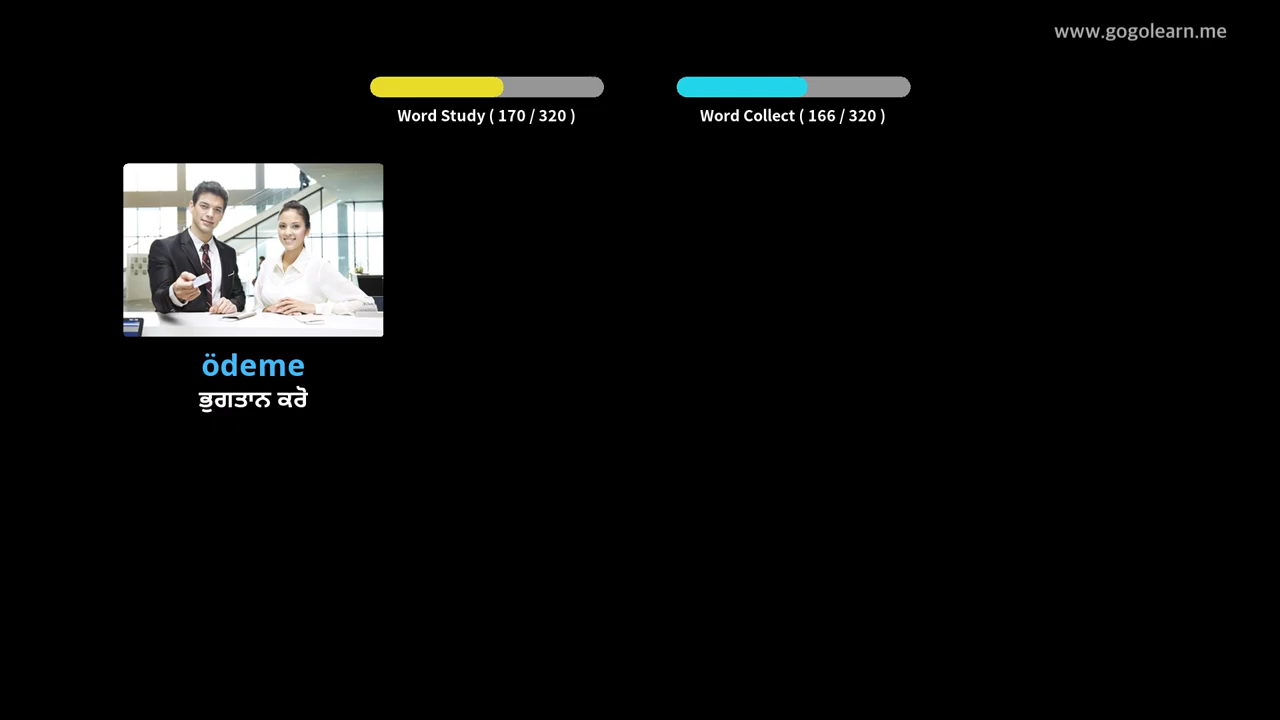 www.gogolearn.me
Word Study ( 170 / 320 )
Word Collect ( 166 / 320 )
ödeme
ਭੁਗਤਾਨ ਕਰੋ